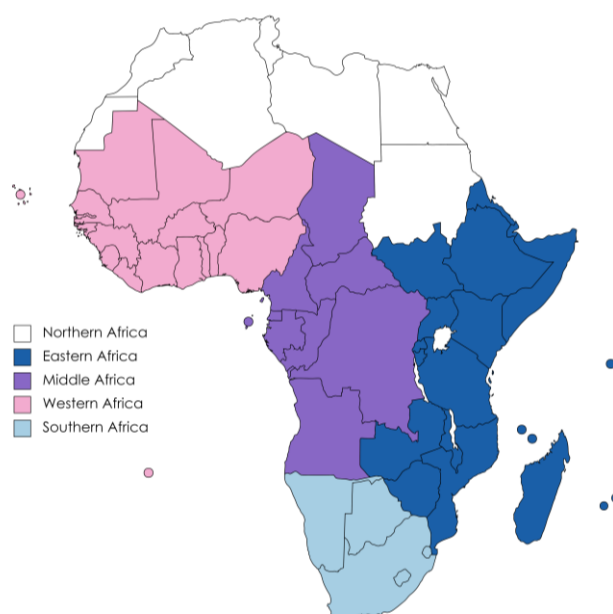 Northern Africa
Eastern Africa
Middle Africa
Western Africa
Southern Africa